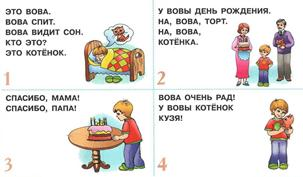 ЭТО ВОВА.
ВОВА СПИТ.
ВОВА ВИДИТ СОН.
КТО ЭТО?
ЭТО КОТЁНОК.
1
У ВОВЫ ДЕНЬ РОЖДЕНИЯ.
НА, ВОВА, ТОРТ.
НА, ВОВА,
КОТЁНКА.
2
СПАСИБО, МАМА!
СПАСИБО, ПАПА!
3
ВОВА ОЧЕНЬ РАД!
У ВОВЫ КОТЁНОК
КУЗЯ!
4